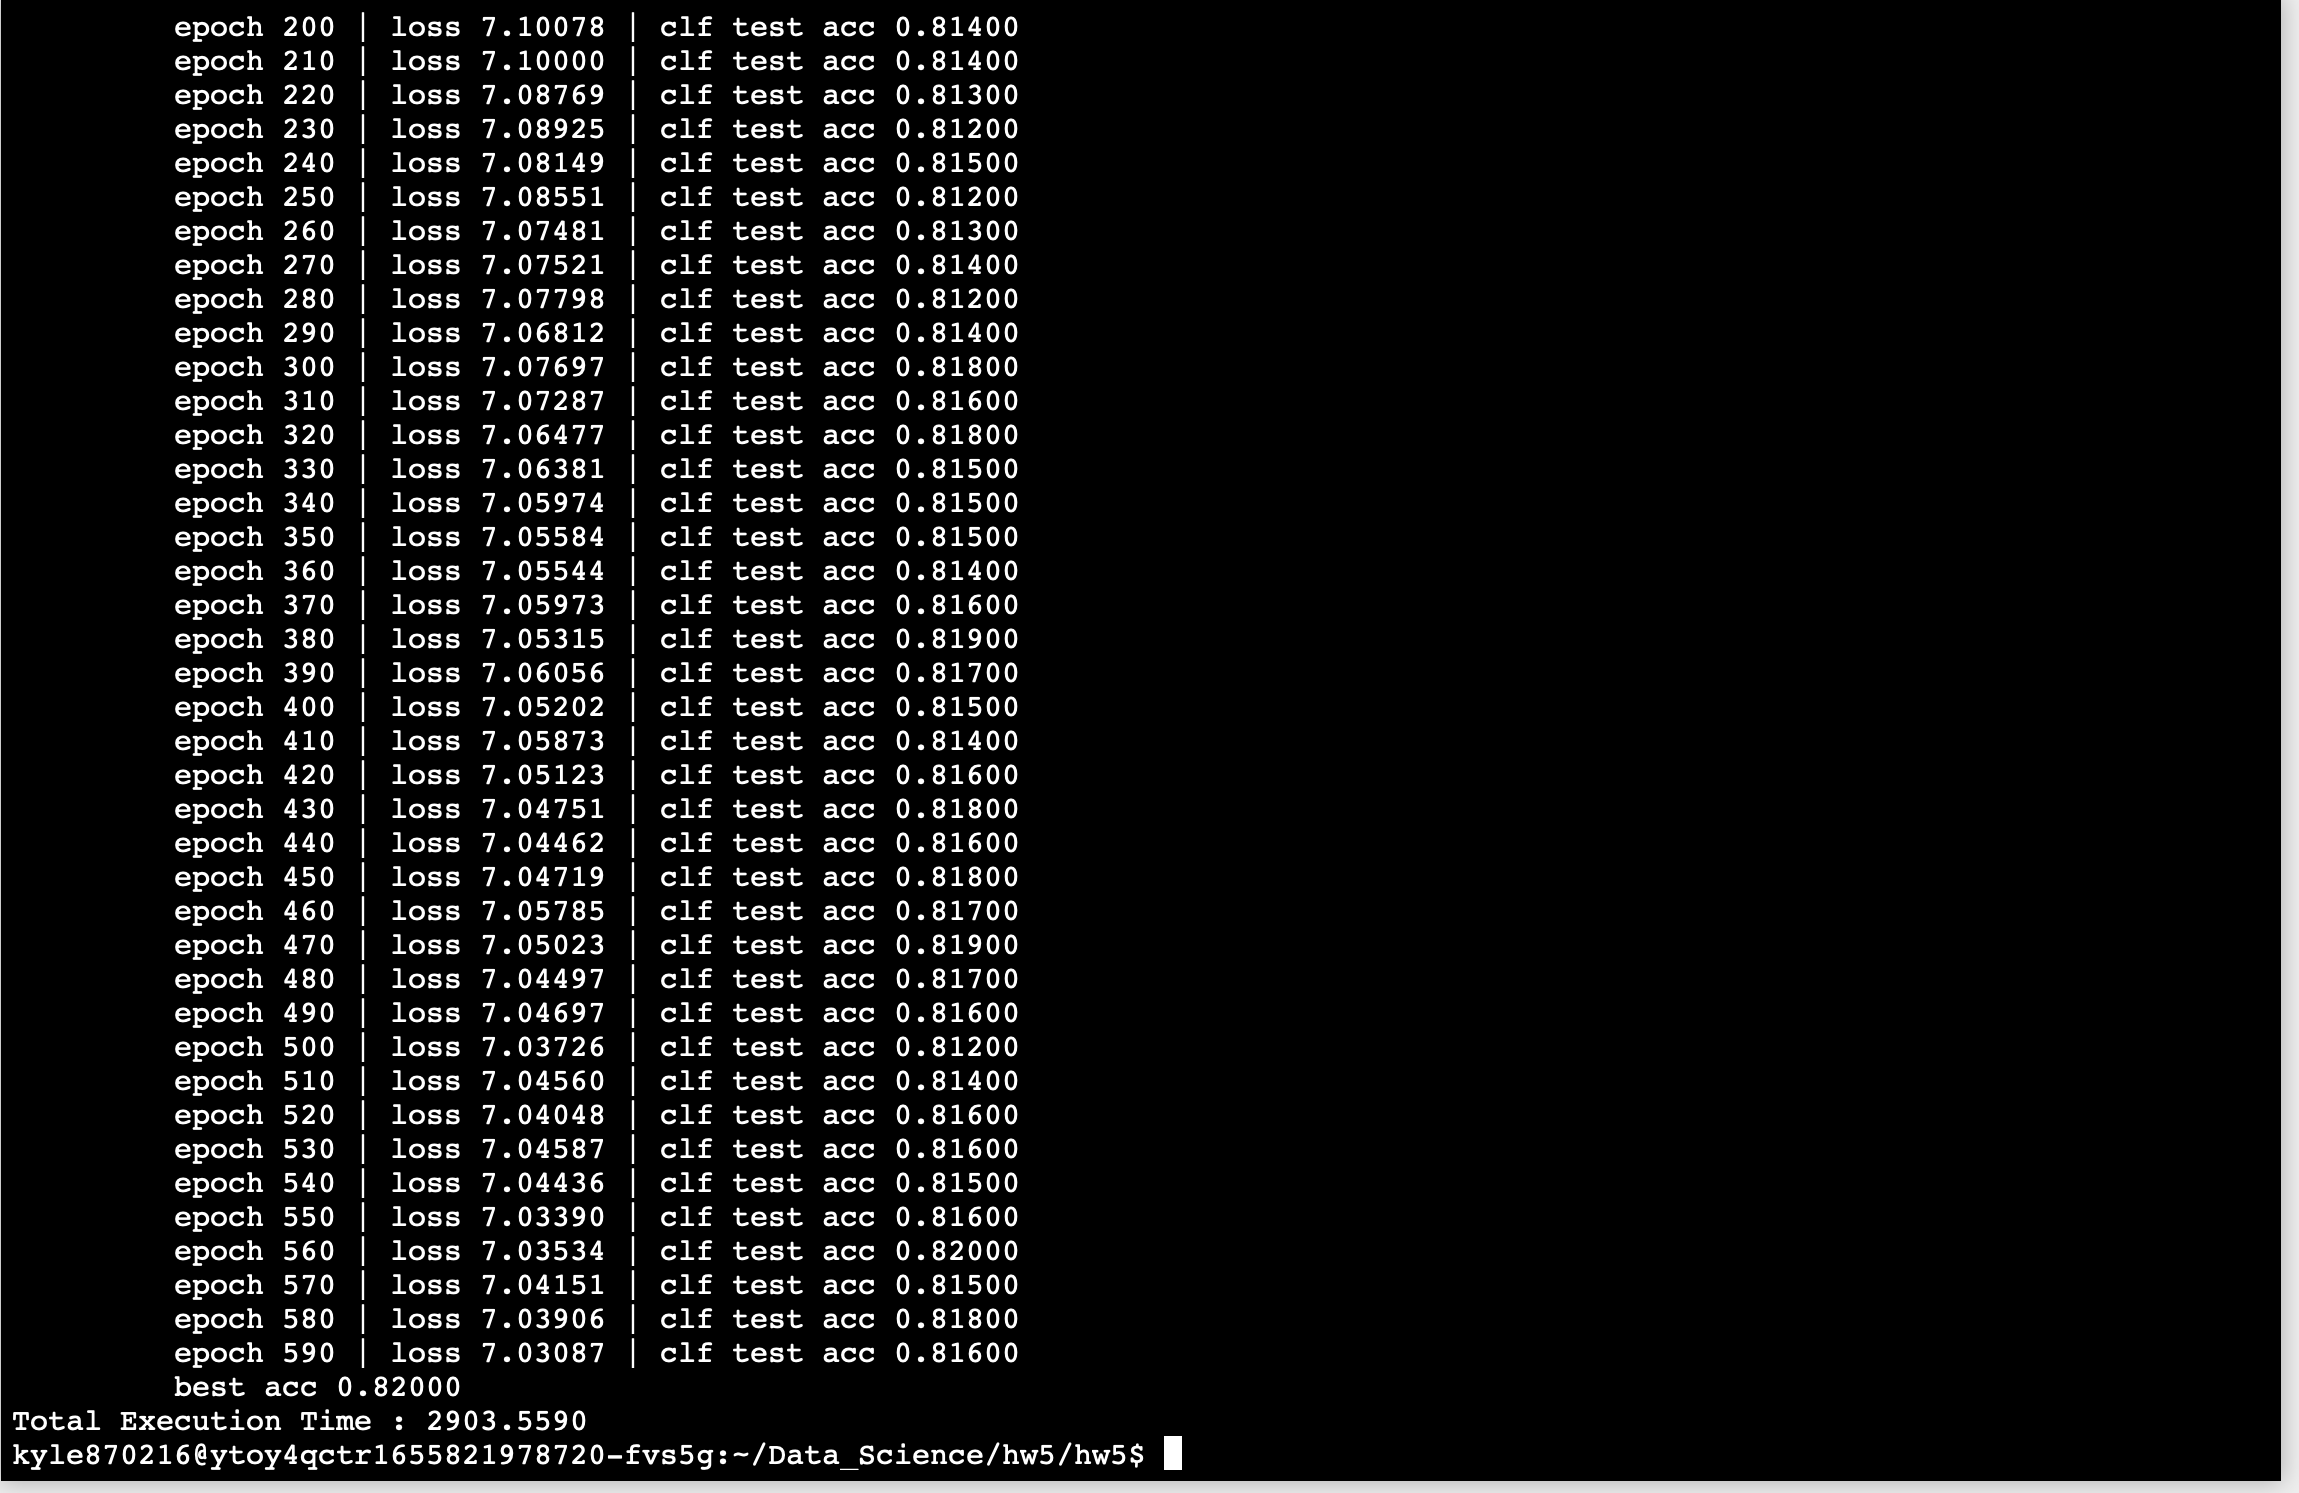 epoch 200 | loss 7.10078 | clf test acc 0.81400
epoch 210 | loss 7.10000 | clf test acc 0.81400
epoch 220 | loss 7.08769 | clf test acc 0.81300
epoch 230 | loss 7.08925 | clf test acc 0.81200
epoch 240 | loss 7.08149 | clf test acc 0.81500
epoch 250 | loss 7.08551 | clf test acc 0.81200
epoch 260 | loss 7.07481 | clf test acc 0.81300
epoch 270 | loss 7.07521 | clf test acc 0.81400
epoch 280 | loss 7.07798 | clf test acc 0.81200
epoch 290 | loss 7.06812 | clf test acc 0.81400
epoch 300 | loss 7.07697 | clf test acc 0.81800
epoch 310 | loss 7.07287 | clf test acc 0.81600
epoch 320 | loss 7.06477 | clf test acc 0.81800
epoch 330 | loss 7.06381 | clf test acc 0.81500
epoch 340 | loss 7.05974 | clf test acc 0.81500
epoch 350 | loss 7.05584 | clf test acc 0.81500
epoch 360 | loss 7.05544 | clf test acc 0.81400
epoch 370 | loss 7.05973 | clf test acc 0.81600
epoch 380 | loss 7.05315 | clf test acc 0.81900
epoch 390 | loss 7.06056 | clf test acc 0.81700
epoch 400 | loss 7.05202 | clf test acc 0.81500
epoch 410 | loss 7.05873 | clf test acc 0.81400
epoch 420 | loss 7.05123 | clf test acc 0.81600
epoch 430 | loss 7.04751 | clf test acc 0.81800
epoch 440 | loss 7.04462 | clf test acc 0.81600
epoch 450 | loss 7.04719 | clf test acc 0.81800
epoch 460 | loss 7.05785 | clf test acc 0.81700
epoch 470 | loss 7.05023 | clf test acc 0.81900
epoch 480 | loss 7.04497 | clf test acc 0.81700
epoch 490 | loss 7.04697 | clf test acc 0.81600
epoch 500 | loss 7.03726 | clf test acc 0.81200
epoch 510 | loss 7.04560 | clf test acc 0.81400
epoch 520 | loss 7.04048 | clf test acc 0.81600
epoch 530 | loss 7.04587 | clf test acc 0.81600
epoch 540 | loss 7.04436 | clf test acc 0.81500
epoch 550 | loss 7.03390 | clf test acc 0.81600
epoch 560 | loss 7.03534 | clf test acc 0.82000
epoch 570 | loss 7.04151 | clf test acc 0.81500
epoch 580 | loss 7.03906 | clf test acc 0.81800
epoch 590 | loss 7.03087 | clf test acc 0.81600
best acc 0.82000
Total Execution Time : 2903.5590
kyle870216@ytoy4qctr1655821978720-fvs5g:~/Data_Science/hw5/hw5$